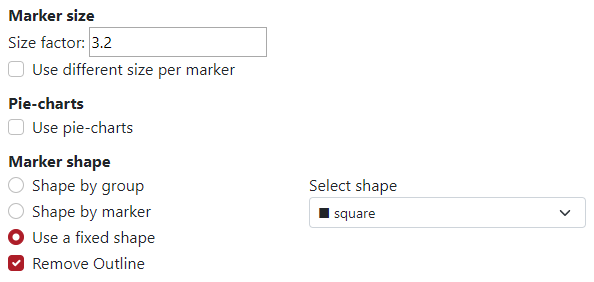 Marker size
Size factor: 3.2
Use different size per marker
Pie-charts
Use pie-charts
Marker shape
Shape by group
Shape by marker
Use a fixed shape
Remove Outline
Select shape
square